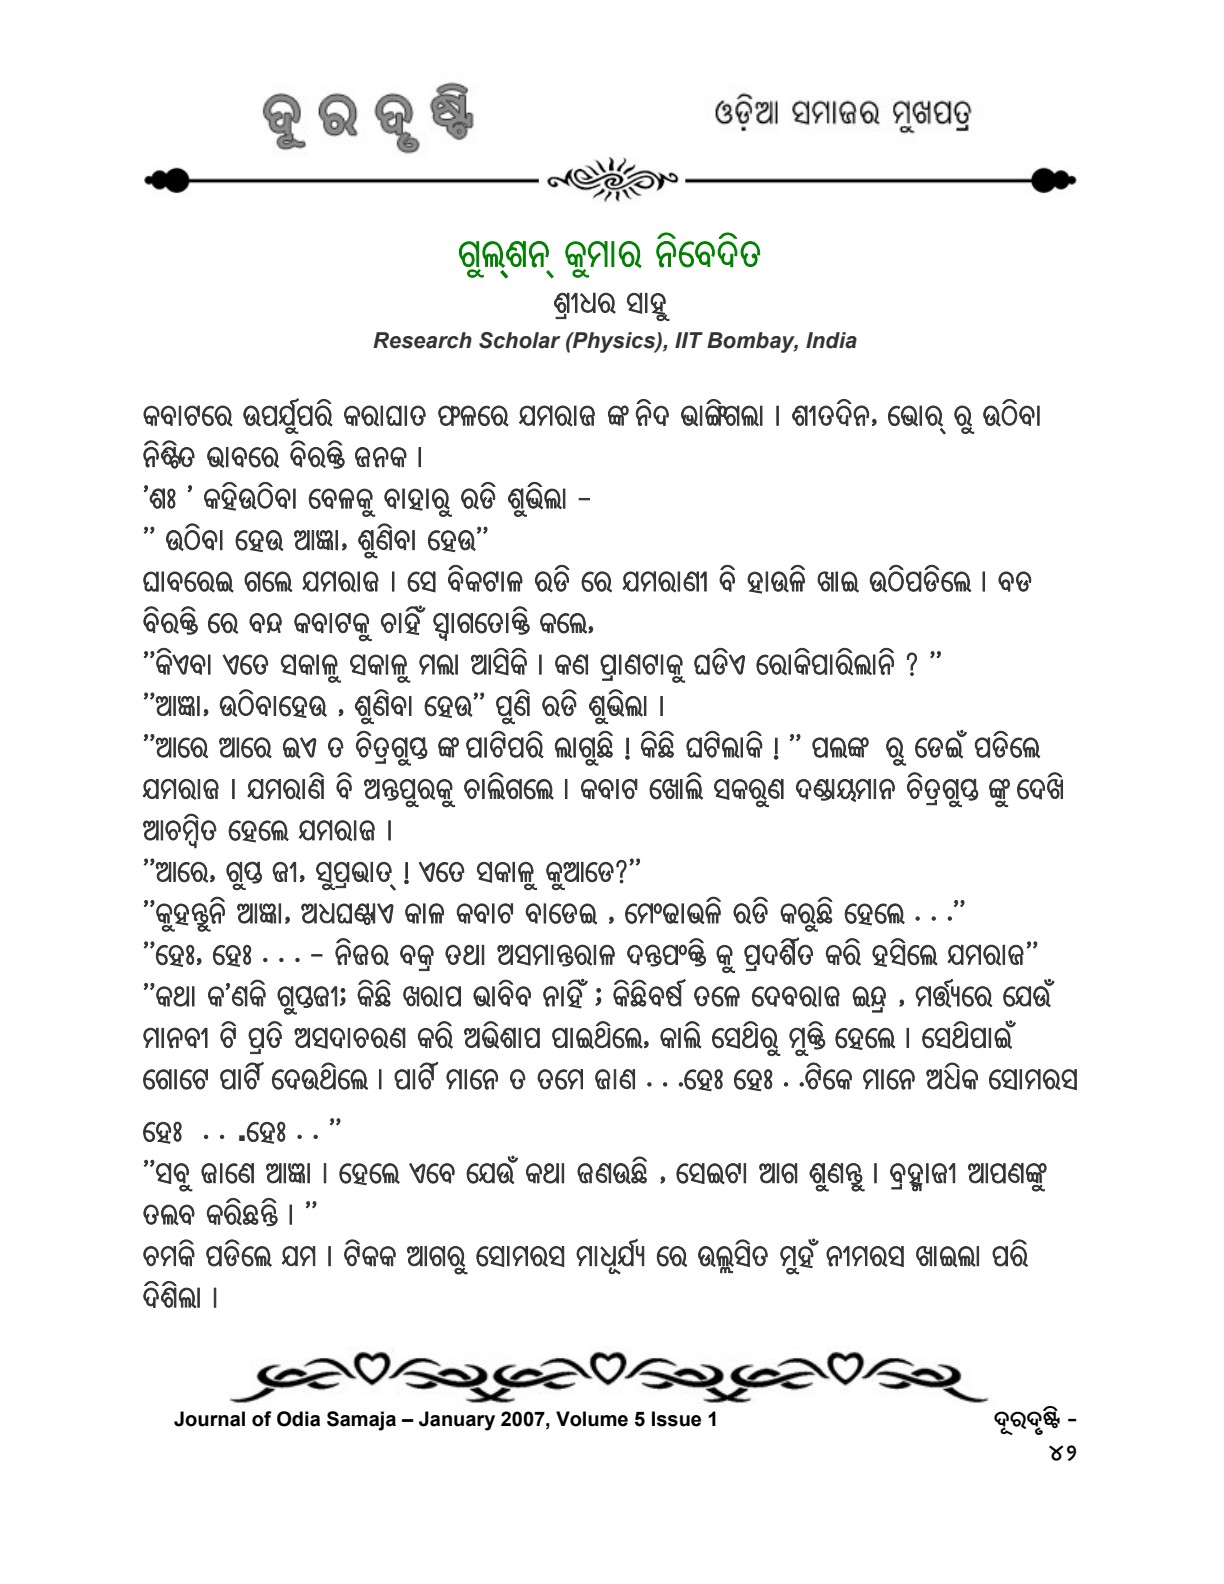 ଦୂରଦୃଷ୍ଟି
ଓଡ଼ିଆ ସମାଜର ମୁଖପତ୍ର
ଗୁଲ୍‌ଶନ୍ କୁମାର ନିବେଦିତ
ଶ୍ରୀଧର ସାହୁ
Research Scholar (Physics), IIT Bombay, India
କବାଟରେ ଉପର୍ଯୁପରି କରାଘାତ ଫଳରେ ଯମରାଜ ଙ୍କ ନିଦ ଭାଙ୍ଗିଗଲା । ଶୀତଦିନ, ଭୋର୍ ରୁ ଉଠିବା
ନିଶ୍ଚିତ ଭାବରେ ବିରକ୍ତି ଜନକ ।
’ଶଃ ’ କହିଉଠିବା ବେଳକୁ ବାହାରୁ ରଡି ଶୁଭିଲା –
” ଉଠିବା ହେଉ ଆଜ୍ଞା, ଶୁଣିବା ହେଉ”
ଘାବରେଇ ଗଲେ ଯମରାଜ । ସେ ବିକଟାଳ ରଡି ରେ ଯମରାଣୀ ବି ହାଉଳି ଖାଇ ଉଠିପଡିଲେ । ବଡ
ବିରକ୍ତି ରେ ବନ୍ଦ କବାଟକୁ ଚାହିଁ ସ୍ୱାଗତୋକ୍ତି କଲେ,
”କିଏବା ଏତେ ସକାଳୁ ସକାଳୁ ମଲା ଆସିକି । କଣ ପ୍ରାଣଟାକୁ ଘଡିଏ ରୋକିପାରିଲାନି ? ”
”ଆଜ୍ଞା, ଉଠିବାହେଉ , ଶୁଣିବା ହେଉ” ପୁଣି ରଡି ଶୁଭିଲା ।
”ଆରେ ଆରେ ଇଏ ତ ଚିତ୍ରଗୁପ୍ତ ଙ୍କ ପାଟିପରି ଲାଗୁଛି ! କିଛି ଘଟିଲାକି ! ” ପଲଙ୍କ ରୁ ଡେଇଁ ପଡିଲେ
ଯମରାଜ । ଯମରାଣି ବି ଅନ୍ତପୁରକୁ ଚାଲିଗଲେ । କବାଟ ଖୋଲି ସକରୁଣ ଦଣ୍ଡାୟମାନ ଚିତ୍ରଗୁପ୍ତ ଙ୍କୁ ଦେଖି
ଆଚମ୍ବିତ ହେଲେ ଯମରାଜ ।
”ଆରେ, ଗୁପ୍ତ ଜୀ, ସୁପ୍ରଭାତ୍ ! ଏତେ ସକାଳୁ କୁଆଡେ?”
”କୁହନ୍ତୁନି ଆଜ୍ଞା, ଅଧଘଣ୍ଟାଏ କାଳ କବାଟ ବାଡେଇ , ମେଂଢାଭଳି ରଡି କରୁଛି ହେଲେ . . .”
”ହେଃ, ହେଃ . . . – ନିଜର ବକ୍ର ତଥା ଅସମାନ୍ତରାଳ ଦନ୍ତପଂକ୍ତି କୁ ପ୍ରଦର୍ଶିତ କରି ହସିଲେ ଯମରାଜ”
”କଥା କ’ଣକି ଗୁପ୍ତଜୀ; କିଛି ଖରାପ ଭାବିବ ନାହିଁ ; କିଛିବର୍ଷ ତଳେ ଦେବରାଜ ଇନ୍ଦ୍ର , ମର୍ତ୍ତ୍ୟରେ ଯେଉଁ
ମାନବୀ ଟି ପ୍ରତି ଅସଦାଚରଣ କରି ଅଭିଶାପ ପାଇଥିଲେ, କାଲି ସେଥିରୁ ମୁକ୍ତି ହେଲେ । ସେଥିପାଇଁ
ଗୋଟେ ପାର୍ଟି ଦେଉଥିଲେ । ପାର୍ଟି ମାନେ ତ ତମେ ଜାଣ . . .ହେଃ ହେଃ . .ଟିକେ ମାନେ ଅଧିକ ସୋମରସ
ହେଃ . . .ହେଃ . . ”
”ସବୁ ଜାଣେ ଆଜ୍ଞା । ହେଲେ ଏବେ ଯେଉଁ କଥା ଜଣଉଛି , ସେଇଟା ଆଗ ଶୁଣନ୍ତୁ । ବ୍ରହ୍ମାଜୀ ଆପଣଙ୍କୁ
ତଲବ କରିଛନ୍ତି । ”
ଚମକି ପଡିଲେ ଯମ । ଟିକକ ଆଗରୁ ସୋମରସ ମାଧୂର୍ଯ୍ୟ ରେ ଉଲ୍ଲସିତ ମୁହଁ ନୀମରସ ଖାଇଲା ପରି
ଦିଶିଲା ।
Journal of Odia Samaja – January 2007, Volume 5 Issue 1
ଦୂରଦୃଷ୍ଟି -
୪୨